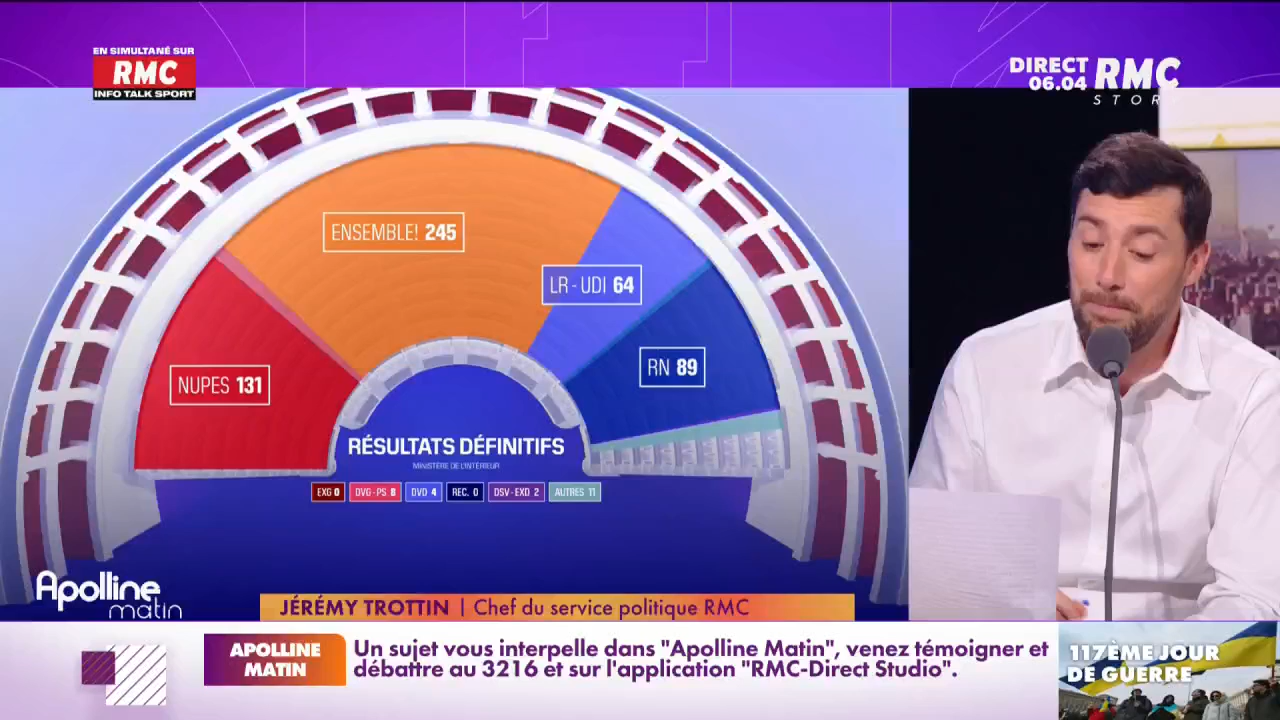 EN SIMULTANÉ SUR
RMC
INFO TALK SPORT
DIRECT
06.04
RMC
STOR
ENSEMBLE! 245
LR - UDI 64
NUPES 131
RN 89
RÉSULTATS DÉFINITIFS
MINISTÈRE DE L'INTÉRIEUR
EXG 0
DVG - PS 8
DVD 4
REC. 0
DSV - EXD 2
AUTRES 11
Apolline
matin
JÉRÉMY TROTTIN | Chef du service politique RMC
APOLLINE
MATIN
Un sujet vous interpelle dans "Apolline Matin", venez témoigner et
débattre au 3216 et sur l'application "RMC-Direct Studio".
117ÈME JOUR
DE GUERRE